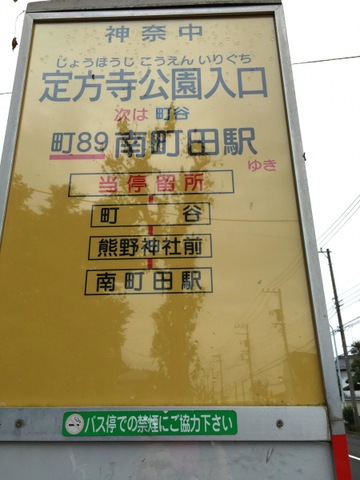 神奈中
じょうほうじ こうえん いりぐち
定方寺公園入口
次は 町谷
町89 南町田駅
ゆき
当停留所
町谷
熊野神社前
南町田駅
バス停での禁煙にご協力下さい